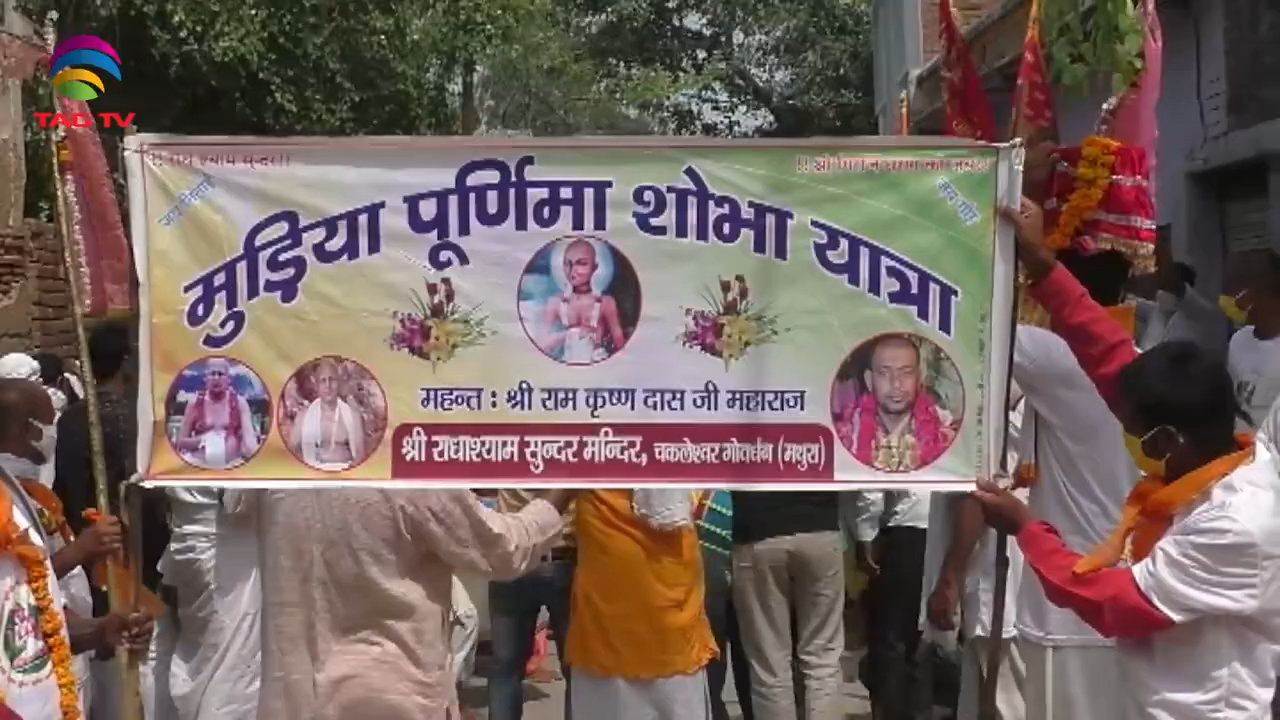 TAG TV
मुड़िया पूर्णिमा शोभा यात्रा
महन्त : श्री राम कृष्ण दास जी महाराज
श्री राधाश्याम सुन्दर मन्दिर, चकलेश्वर गोवर्धन (मथुरा)